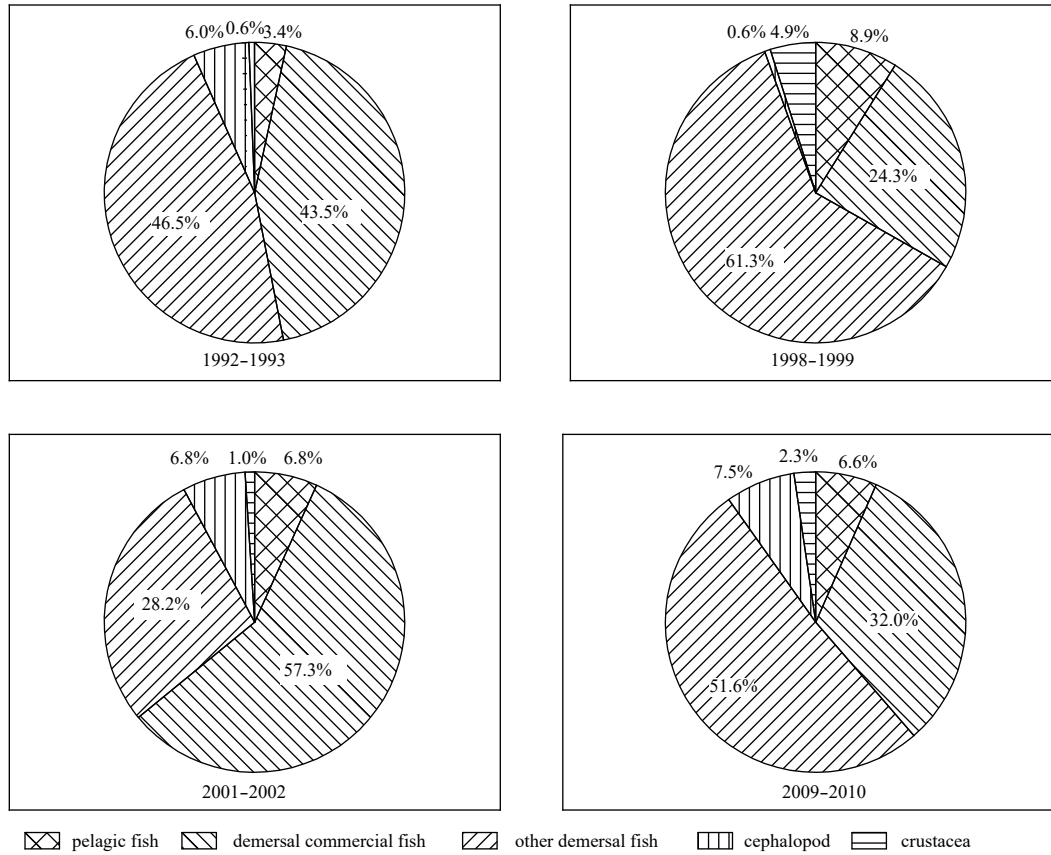 6.0% 0.6% 3.4%
46.5% 43.5%
1992–1993
0.6% 4.9% 8.9%
24.3%
61.3%
1998–1999
6.8% 1.0% 6.8%
28.2%
57.3%
2001–2002
7.5% 2.3% 6.6%
32.0%
51.6%
2009–2010
pelagic fish demersal commercial fish other demersal fish cephalopod crustacea